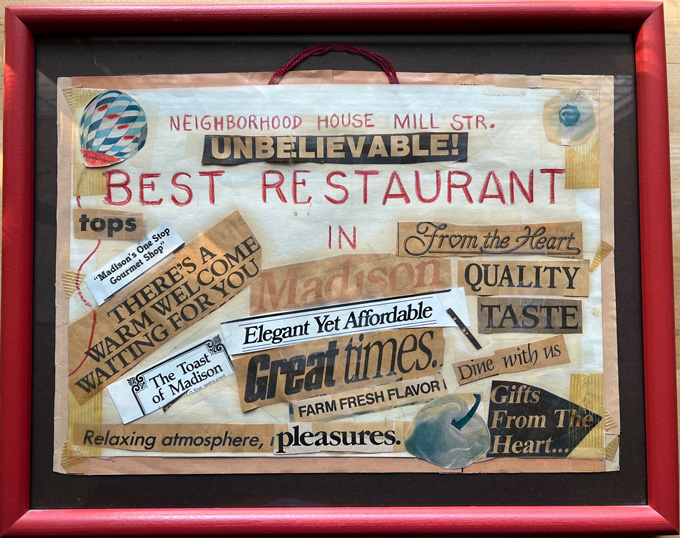 NEIGHBORHOOD HOUSE MILL STR.
UNBELIEVABLE!
BEST RESTAURANT
IN
Madison
tops
"Madison's One Stop
Gourmet Shop"
THERE'S A
WARM WELCOME
WAITING FOR YOU
From the Heart
QUALITY
TASTE
Elegant Yet Affordable
Great times.
Dine with us
The Toast
of Madison
FARM FRESH FLAVOR
Gifts
From The
Heart...
Relaxing atmosphere,
pleasures.